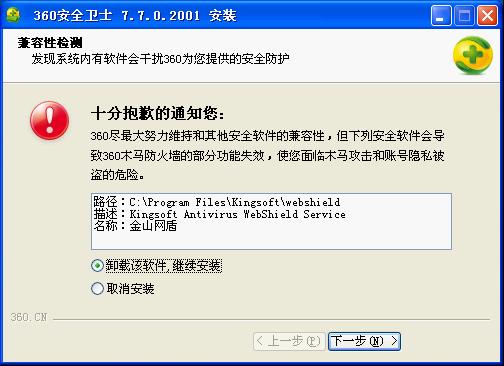 360安全卫士 7.7.0.2001 安装
兼容性检测
发现系统内有软件会干扰360为您提供的安全防护
十分抱歉的通知您：
360尽最大努力维持和其他安全软件的兼容性，但下列安全软件会导
致360木马防火墙的部分功能失效，使您面临木马攻击和账号隐私被
盗的危险。
路径：C:\Program Files\Kingsoft\webshield
描述：Kingsoft Antivirus WebShield Service
名称：金山网盾
卸载该软件,继续安装
取消安装
360.CN
< 上一步(P) 下一步(N) >